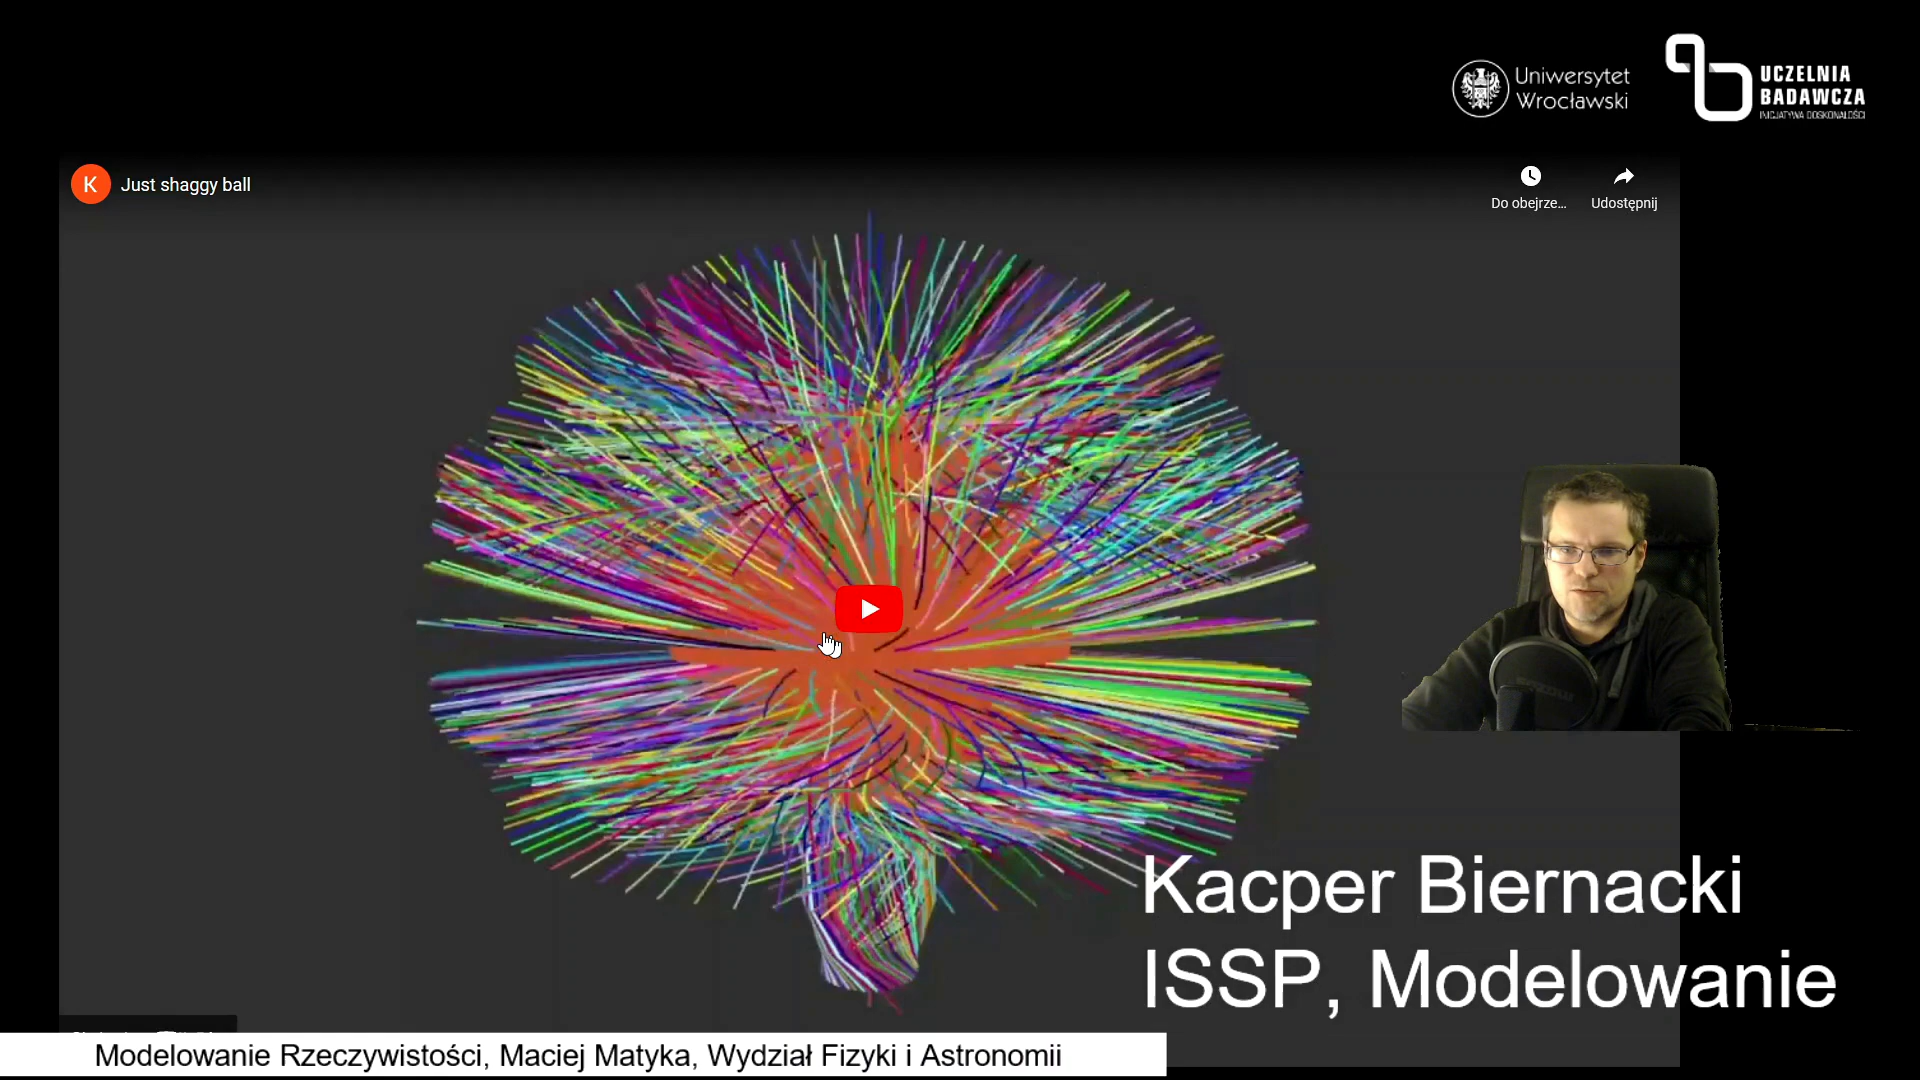 Uniwersytet
Wrocławski
UCZELNIA
BADAWCZA
INICJATYWA DOSKONAŁOŚCI
K
Just shaggy ball
Do obejrze...
Udostępnij
Kacper Biernacki
ISSP, Modelowanie
Modelowanie Rzeczywistości, Maciej Matyka, Wydział Fizyki i Astronomii